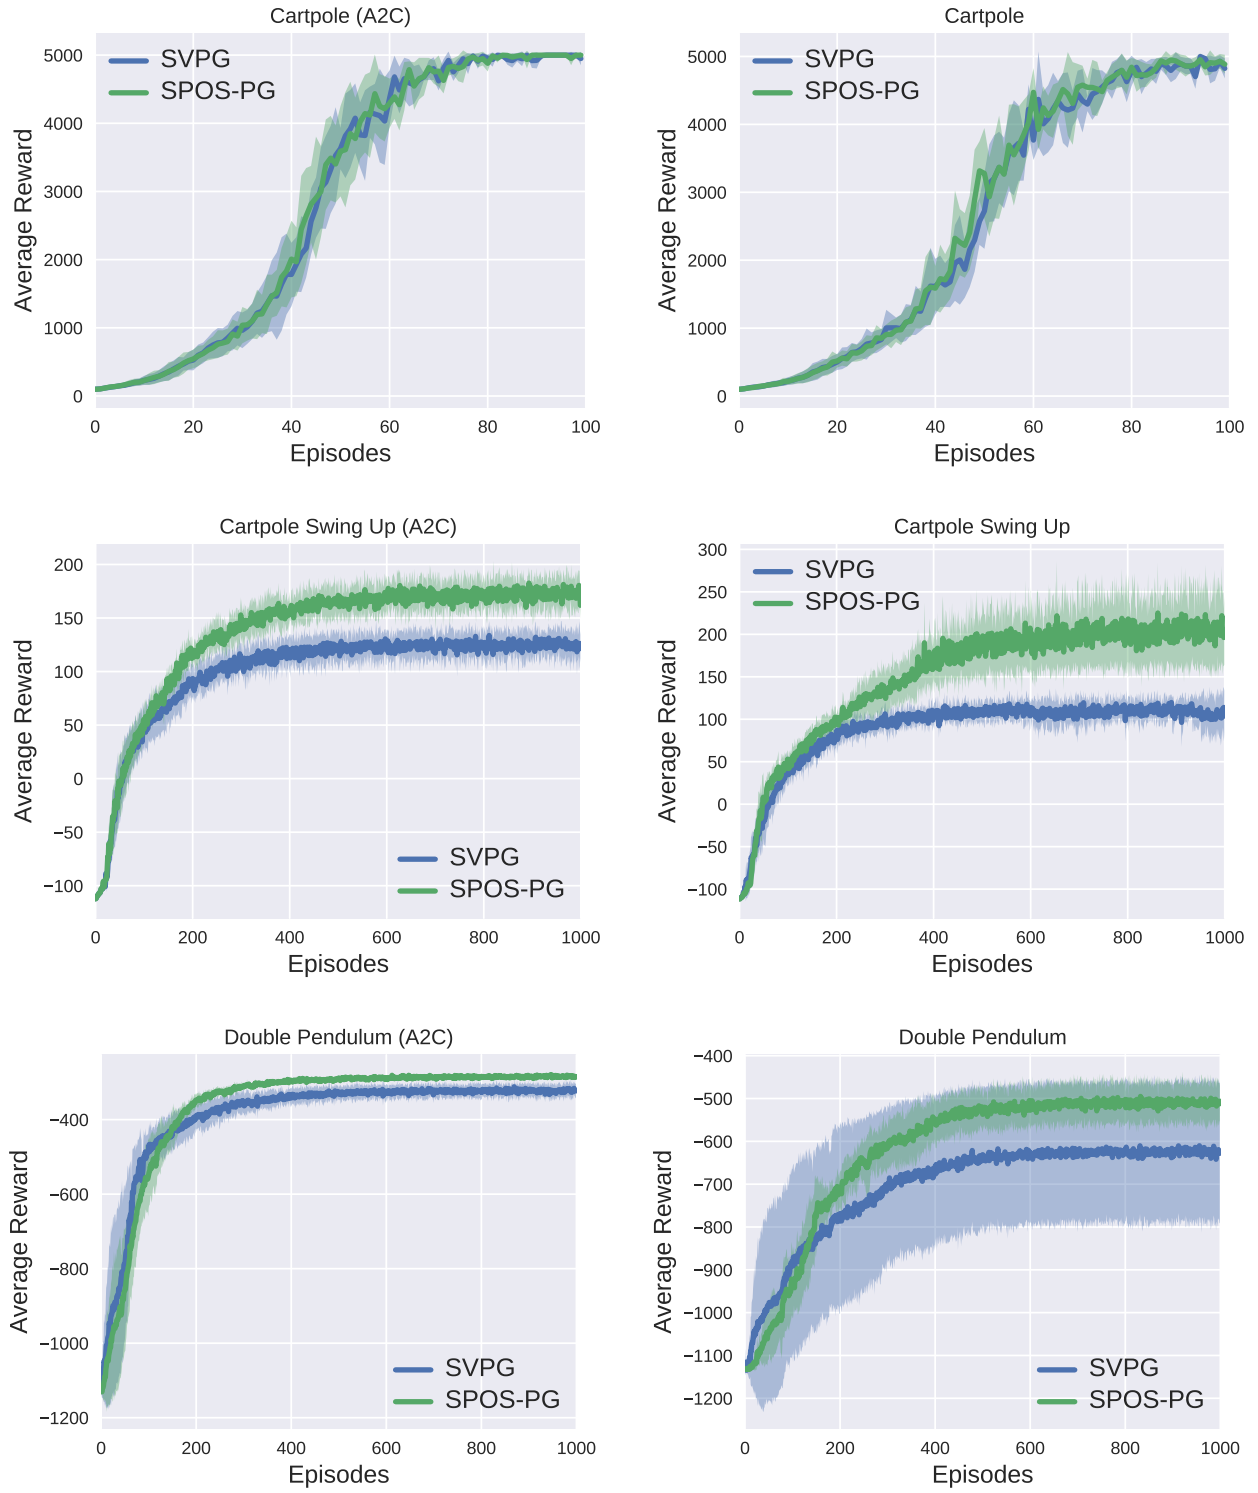 Cartpole (A2C)
5000
4000
3000
2000
1000
0
Average Reward
SVPG
SPOS-PG
0 20 40 60 80 100
Episodes
Cartpole
5000
4000
3000
2000
1000
0
Average Reward
SVPG
SPOS-PG
0 20 40 60 80 100
Episodes
Cartpole Swing Up (A2C)
200
150
100
50
0
−50
−100
Average Reward
SVPG
SPOS-PG
0 200 400 600 800 1000
Episodes
Cartpole Swing Up
300
250
200
150
100
50
0
−50
−100
Average Reward
SVPG
SPOS-PG
0 200 400 600 800 1000
Episodes
Double Pendulum (A2C)
−400
−600
−800
−1000
−1200
Average Reward
SVPG
SPOS-PG
0 200 400 600 800 1000
Episodes
Double Pendulum
−400
−500
−600
−700
−800
−900
−1000
−1100
−1200
Average Reward
SVPG
SPOS-PG
0 200 400 600 800 1000
Episodes